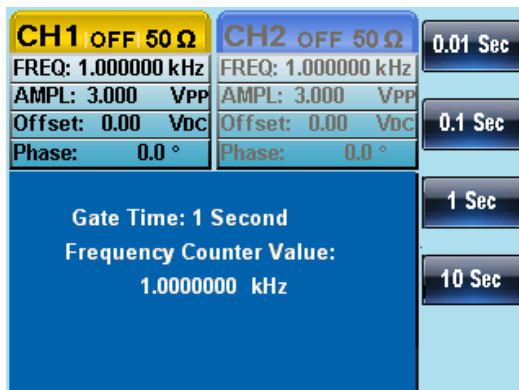 CH1 OFF 50 Ω
FREQ: 1.000000 kHz
AMPL: 3.000 VPP
Offset: 0.00 VDC
Phase: 0.0 °
CH2 OFF 50 Ω
FREQ: 1.000000 kHz
AMPL: 3.000 VPP
Offset: 0.00 VDC
Phase: 0.0 °
Gate Time: 1 Second
Frequency Counter Value:
1.0000000 kHz
0.01 Sec
0.1 Sec
1 Sec
10 Sec